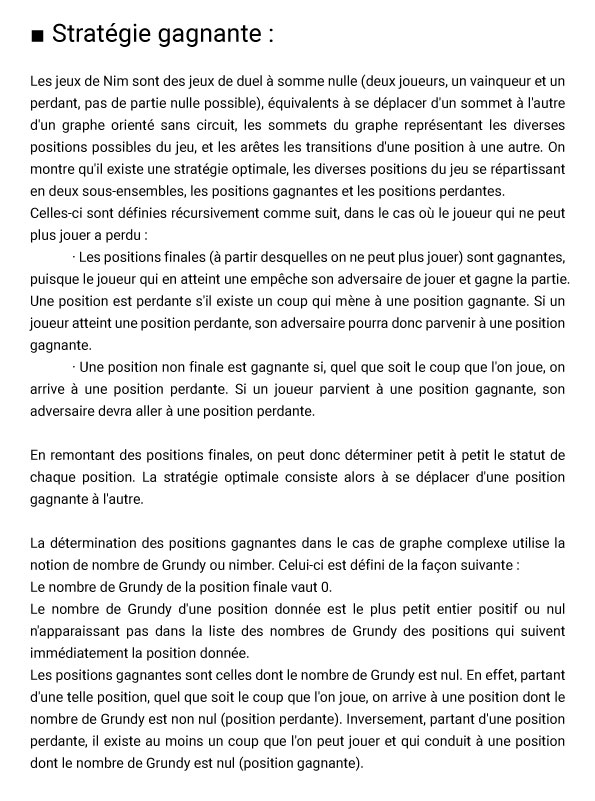 ■ Stratégie gagnante :
Les jeux de Nim sont des jeux de duel à somme nulle (deux joueurs, un vainqueur et un
perdant, pas de partie nulle possible), équivalents à se déplacer d'un sommet à l'autre
d'un graphe orienté sans circuit, les sommets du graphe représentant les diverses
positions possibles du jeu, et les arêtes les transitions d'une position à une autre. On
montre qu'il existe une stratégie optimale, les diverses positions du jeu se répartissant
en deux sous-ensembles, les positions gagnantes et les positions perdantes.
Celles-ci sont définies récursivement comme suit, dans le cas où le joueur qui ne peut
plus jouer a perdu :
· Les positions finales (à partir desquelles on ne peut plus jouer) sont gagnantes,
puisque le joueur qui en atteint une empêche son adversaire de jouer et gagne la partie.
Une position est perdante s'il existe un coup qui mène à une position gagnante. Si un
joueur atteint une position perdante, son adversaire pourra donc parvenir à une position
gagnante.
· Une position non finale est gagnante si, quel que soit le coup que l'on joue, on
arrive à une position perdante. Si un joueur parvient à une position gagnante, son
adversaire devra aller à une position perdante.
En remontant des positions finales, on peut donc déterminer petit à petit le statut de
chaque position. La stratégie optimale consiste alors à se déplacer d'une position
gagnante à l'autre.
La détermination des positions gagnantes dans le cas de graphe complexe utilise la
notion de nombre de Grundy ou nimber. Celui-ci est défini de la façon suivante :
Le nombre de Grundy de la position finale vaut 0.
Le nombre de Grundy d'une position donnée est le plus petit entier positif ou nul
n'apparaissant pas dans la liste des nombres de Grundy des positions qui suivent
immédiatement la position donnée.
Les positions gagnantes sont celles dont le nombre de Grundy est nul. En effet, partant
d'une telle position, quel que soit le coup que l'on joue, on arrive à une position dont le
nombre de Grundy est non nul (position perdante). Inversement, partant d'une position
perdante, il existe au moins un coup que l'on peut jouer et qui conduit à une position
dont le nombre de Grundy est nul (position gagnante).